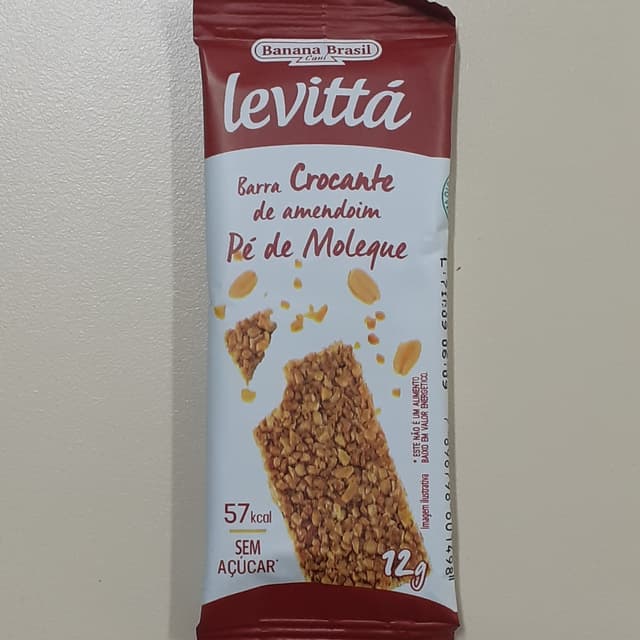 Banana Brasil
Cani
levittá
Barra Crocante
de amendoim
Pé de Moleque
* ESTE NÃO É UM ALIMENTO
BAIXO EM VALOR ENERGÉTICO.
Imagem ilustrativa
57kcal
SEM
AÇÚCAR*
12g